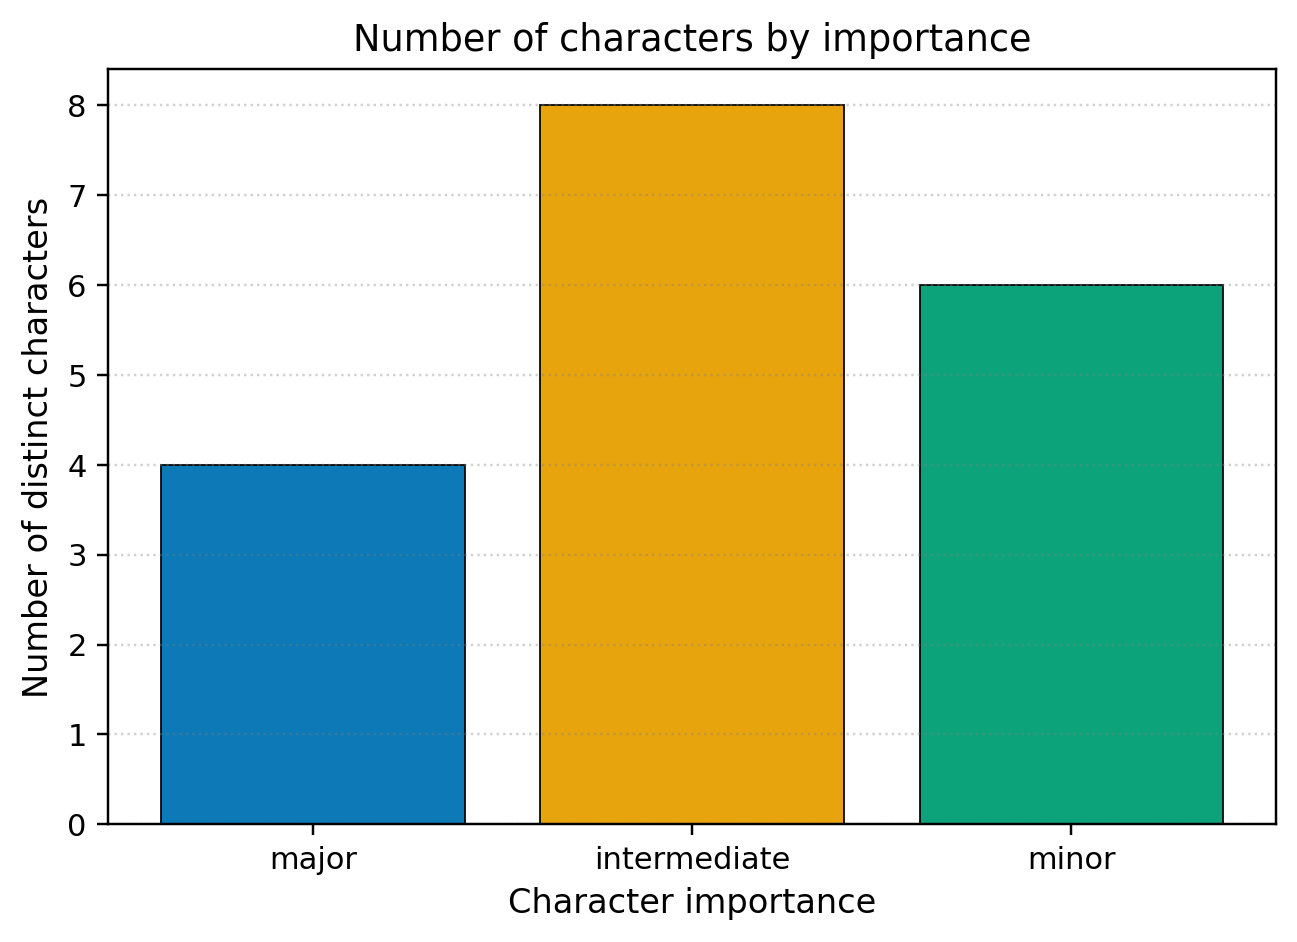 Number of characters by importance
Number of distinct characters
8
7
6
5
4
3
2
1
0
major
intermediate
minor
Character importance